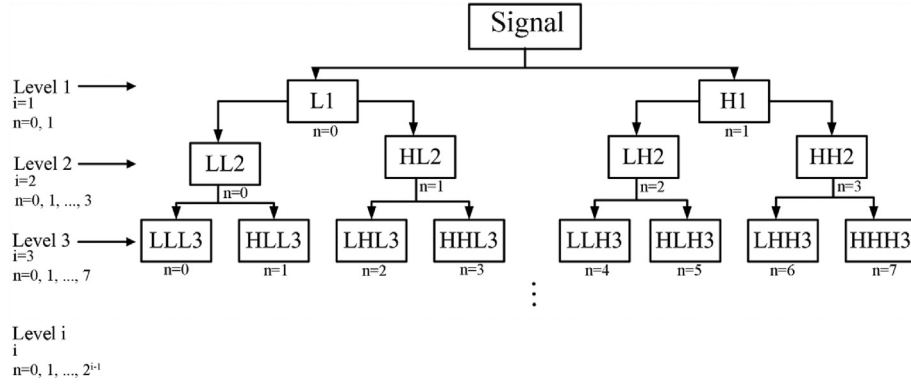 Signal
Level 1
i=1
n=0, 1
L1
n=0
H1
n=1
Level 2
i=2
n=0, 1, ..., 3
LL2
n=0
HL2
n=1
LH2
n=2
HH2
n=3
Level 3
i=3
n=0, 1, ..., 7
LLL3
n=0
HLL3
n=1
LHL3
n=2
HHL3
n=3
LLH3
n=4
HLH3
n=5
LHH3
n=6
HHH3
n=7
⋮
Level i
i
n=0, 1, ..., 2^{i-1}